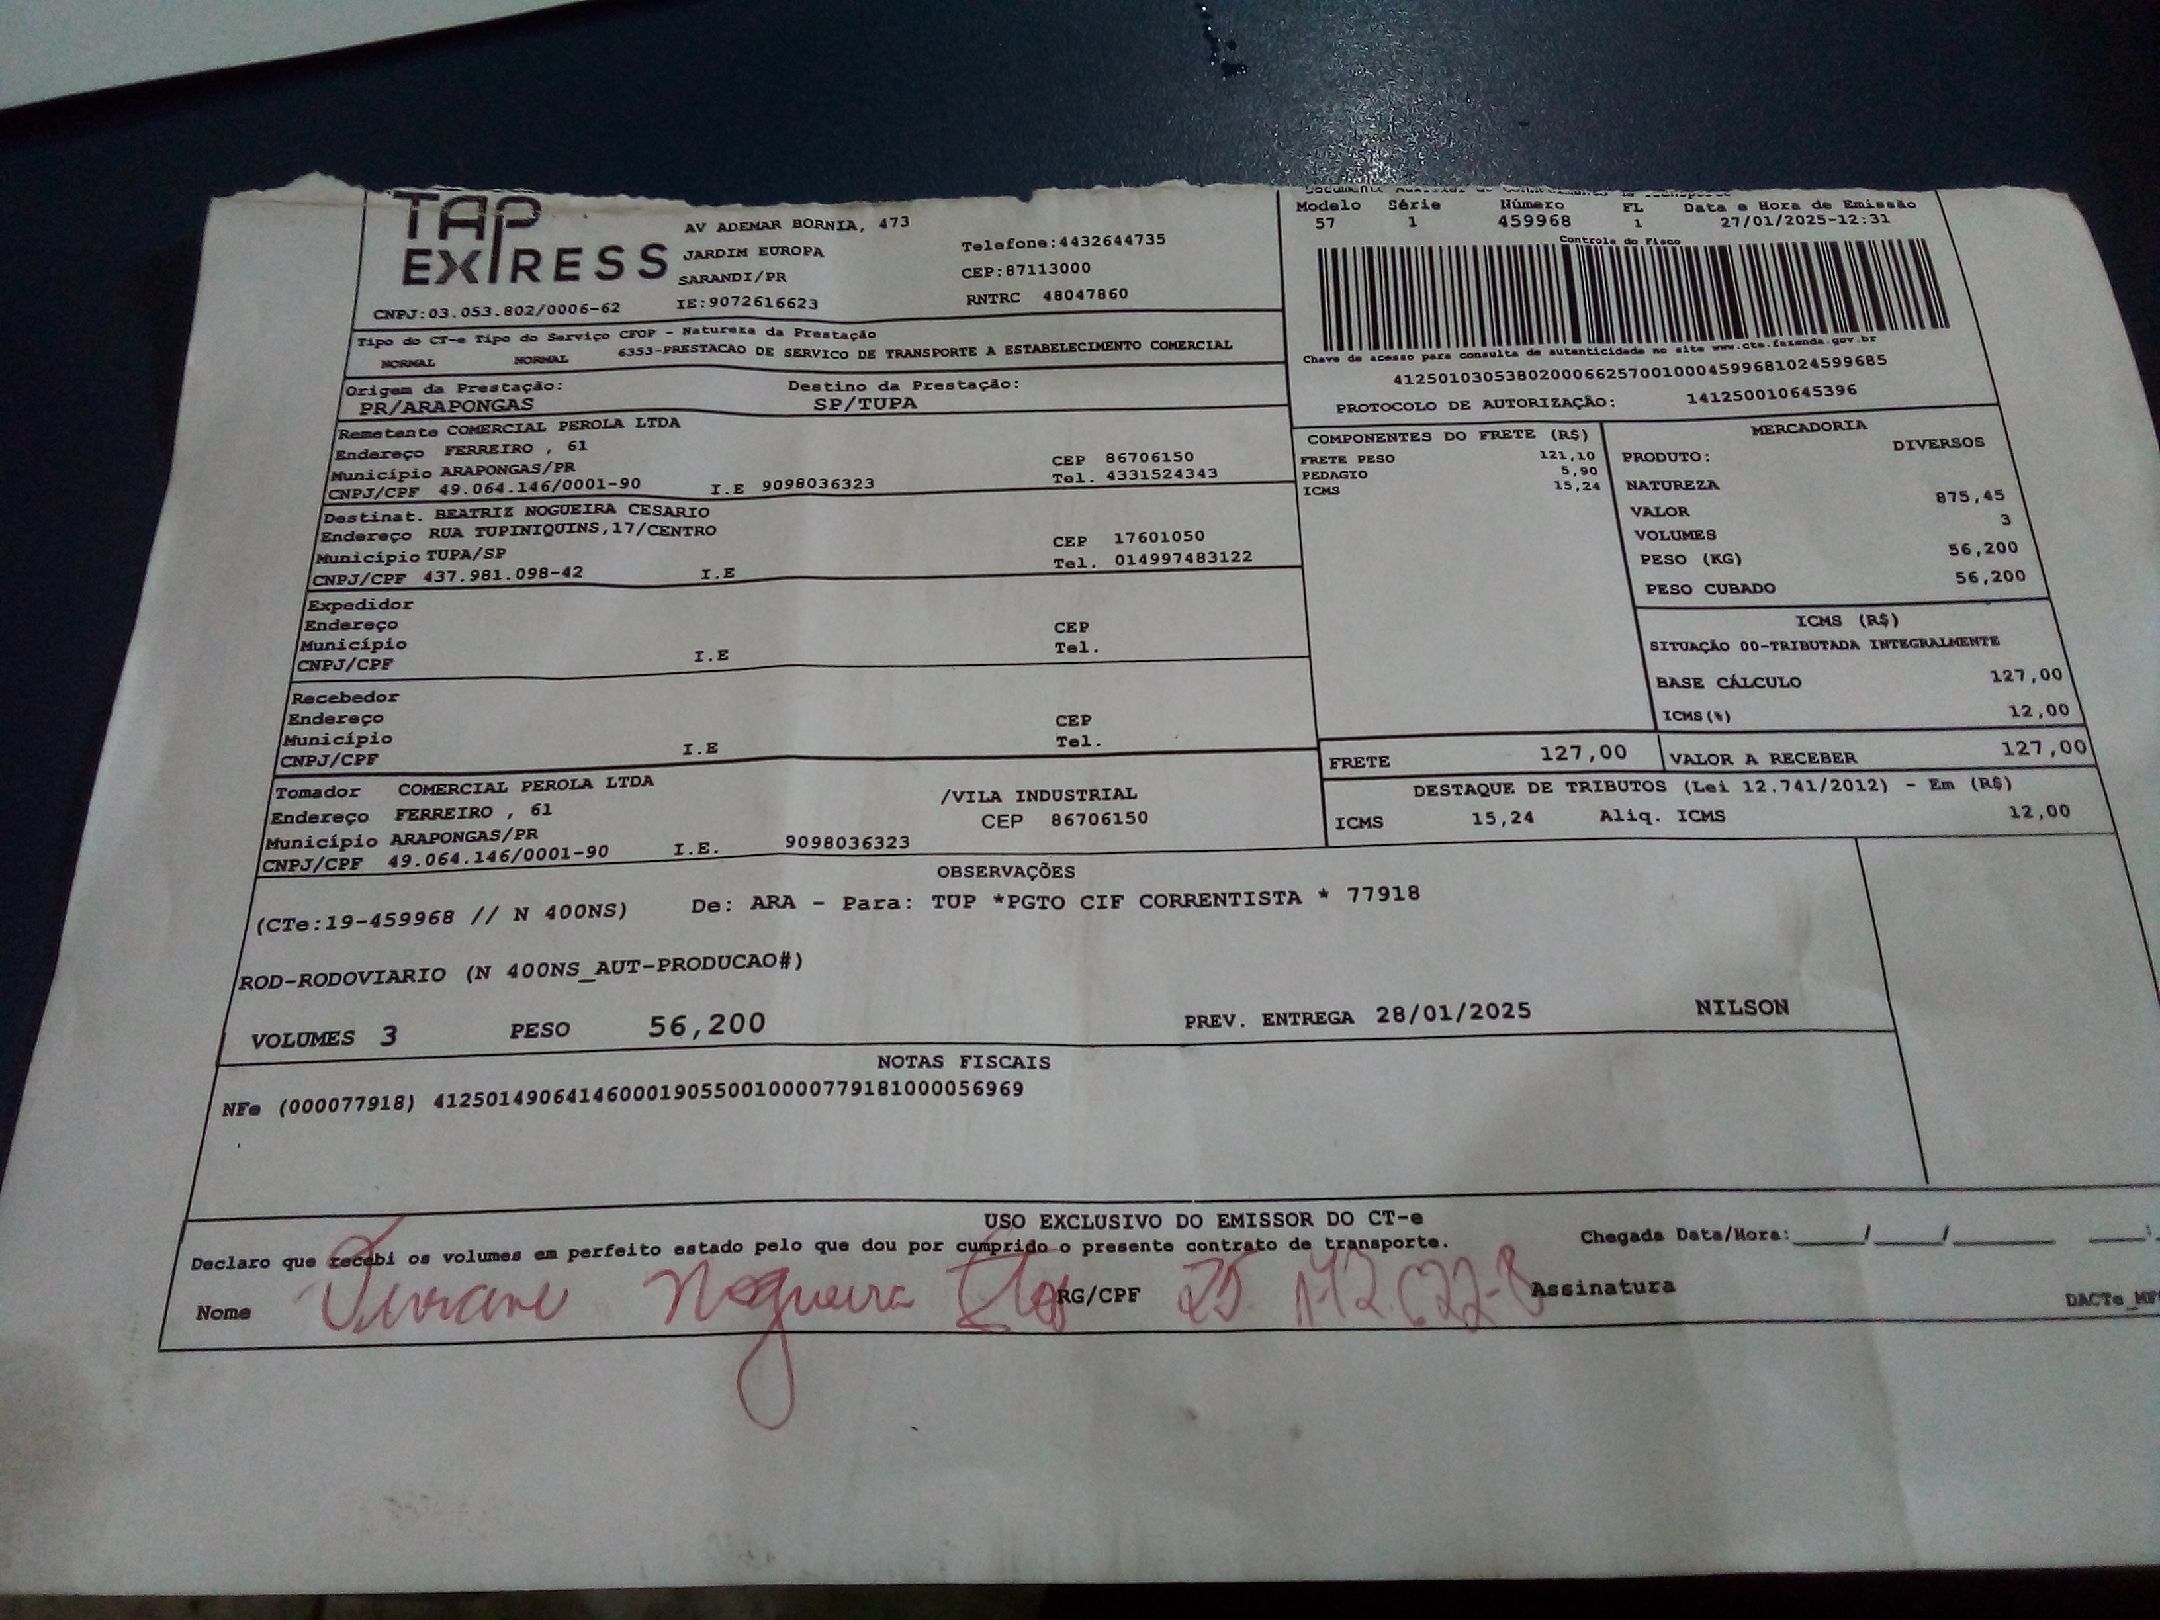 TAP
EXPRESS
AV ADEMAR BORNIA, 473
JARDIM EUROPA
SARANDI/PR
Telefone:4432644735
CEP:87113000
CNPJ:03.053.802/0006-62 IE:9072616623 RNTRC 48047860
Modelo Série Número FL Data e Hora de Emissão
57 1 459968 1 27/01/2025-12:31
Controle do Fisco
Chave de acesso para consulta de autenticidade no site www.cte.fazenda.gov.br
41250103053802000662570010004599681024599685
PROTOCOLO DE AUTORIZAÇÃO: 141250010645396
Tipo do CT-e Tipo do Serviço CFOP - Natureza da Prestação
NORMAL NORMAL 6353-PRESTACAO DE SERVICO DE TRANSPORTE A ESTABELECIMENTO COMERCIAL
Origem da Prestação: Destino da Prestação:
PR/ARAPONGAS SP/TUPA
Remetente COMERCIAL PEROLA LTDA
Endereço FERREIRO , 61
Município ARAPONGAS/PR CEP 86706150
CNPJ/CPF 49.064.146/0001-90 I.E 9098036323 Tel. 4331524343
Destinat. BEATRIZ NOGUEIRA CESARIO
Endereço RUA TUPINIQUINS,17/CENTRO
Município TUPA/SP CEP 17601050
CNPJ/CPF 437.981.098-42 I.E Tel. 014997483122
Expedidor
Endereço
Município CEP
CNPJ/CPF I.E Tel.
Recebedor
Endereço
Município CEP
CNPJ/CPF I.E Tel.
Tomador COMERCIAL PEROLA LTDA
Endereço FERREIRO , 61 /VILA INDUSTRIAL
Município ARAPONGAS/PR CEP 86706150
CNPJ/CPF 49.064.146/0001-90 I.E. 9098036323
COMPONENTES DO FRETE (R$)
FRETE PESO 121,10
PEDAGIO 5,90
ICMS 15,24
MERCADORIA
PRODUTO: DIVERSOS
NATUREZA
VALOR 875,45
VOLUMES 3
PESO (KG) 56,200
PESO CUBADO 56,200
ICMS (R$)
SITUAÇÃO 00-TRIBUTADA INTEGRALMENTE
BASE CÁLCULO 127,00
ICMS(%) 12,00
FRETE 127,00 VALOR A RECEBER 127,00
DESTAQUE DE TRIBUTOS (Lei 12.741/2012) - Em (R$)
ICMS 15,24 Aliq. ICMS 12,00
OBSERVAÇÕES
(CTe:19-459968 // N 400NS) De: ARA - Para: TUP *PGTO CIF CORRENTISTA * 77918
ROD-RODOVIARIO (N 400NS_AUT-PRODUCAO#)
VOLUMES 3 PESO 56,200 PREV. ENTREGA 28/01/2025 NILSON
NOTAS FISCAIS
NFe (000077918) 41250149064146000190550010000779181000056969
USO EXCLUSIVO DO EMISSOR DO CT-e
Declaro que recebi os volumes em perfeito estado pelo que dou por cumprido o presente contrato de transporte. Chegada Data/Hora:____/____/____
Nome Nogueira RG/CPF Assinatura
DACTe